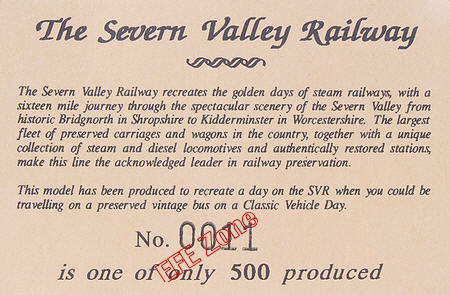 The Severn Valley Railway
The Severn Valley Railway recreates the golden days of steam railways, with a
sixteen mile journey through the spectacular scenery of the Severn Valley from
historic Bridgnorth in Shropshire to Kidderminster in Worcestershire. The largest
fleet of preserved carriages and wagons in the country, together with a unique
collection of steam and diesel locomotives and authentically restored stations,
make this line the acknowledged leader in railway preservation.
This model has been produced to recreate a day on the SVR when you could be
travelling on a preserved vintage bus on a Classic Vehicle Day.
No. 0011
EFE Zone
is one of only 500 produced